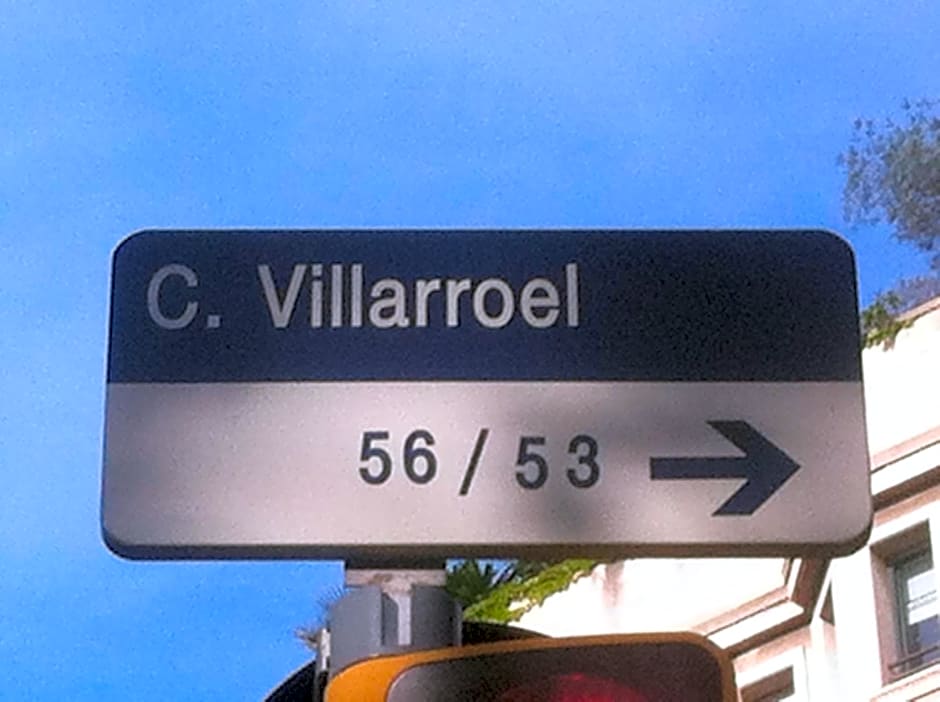 C. Villarroel
56 / 53 →